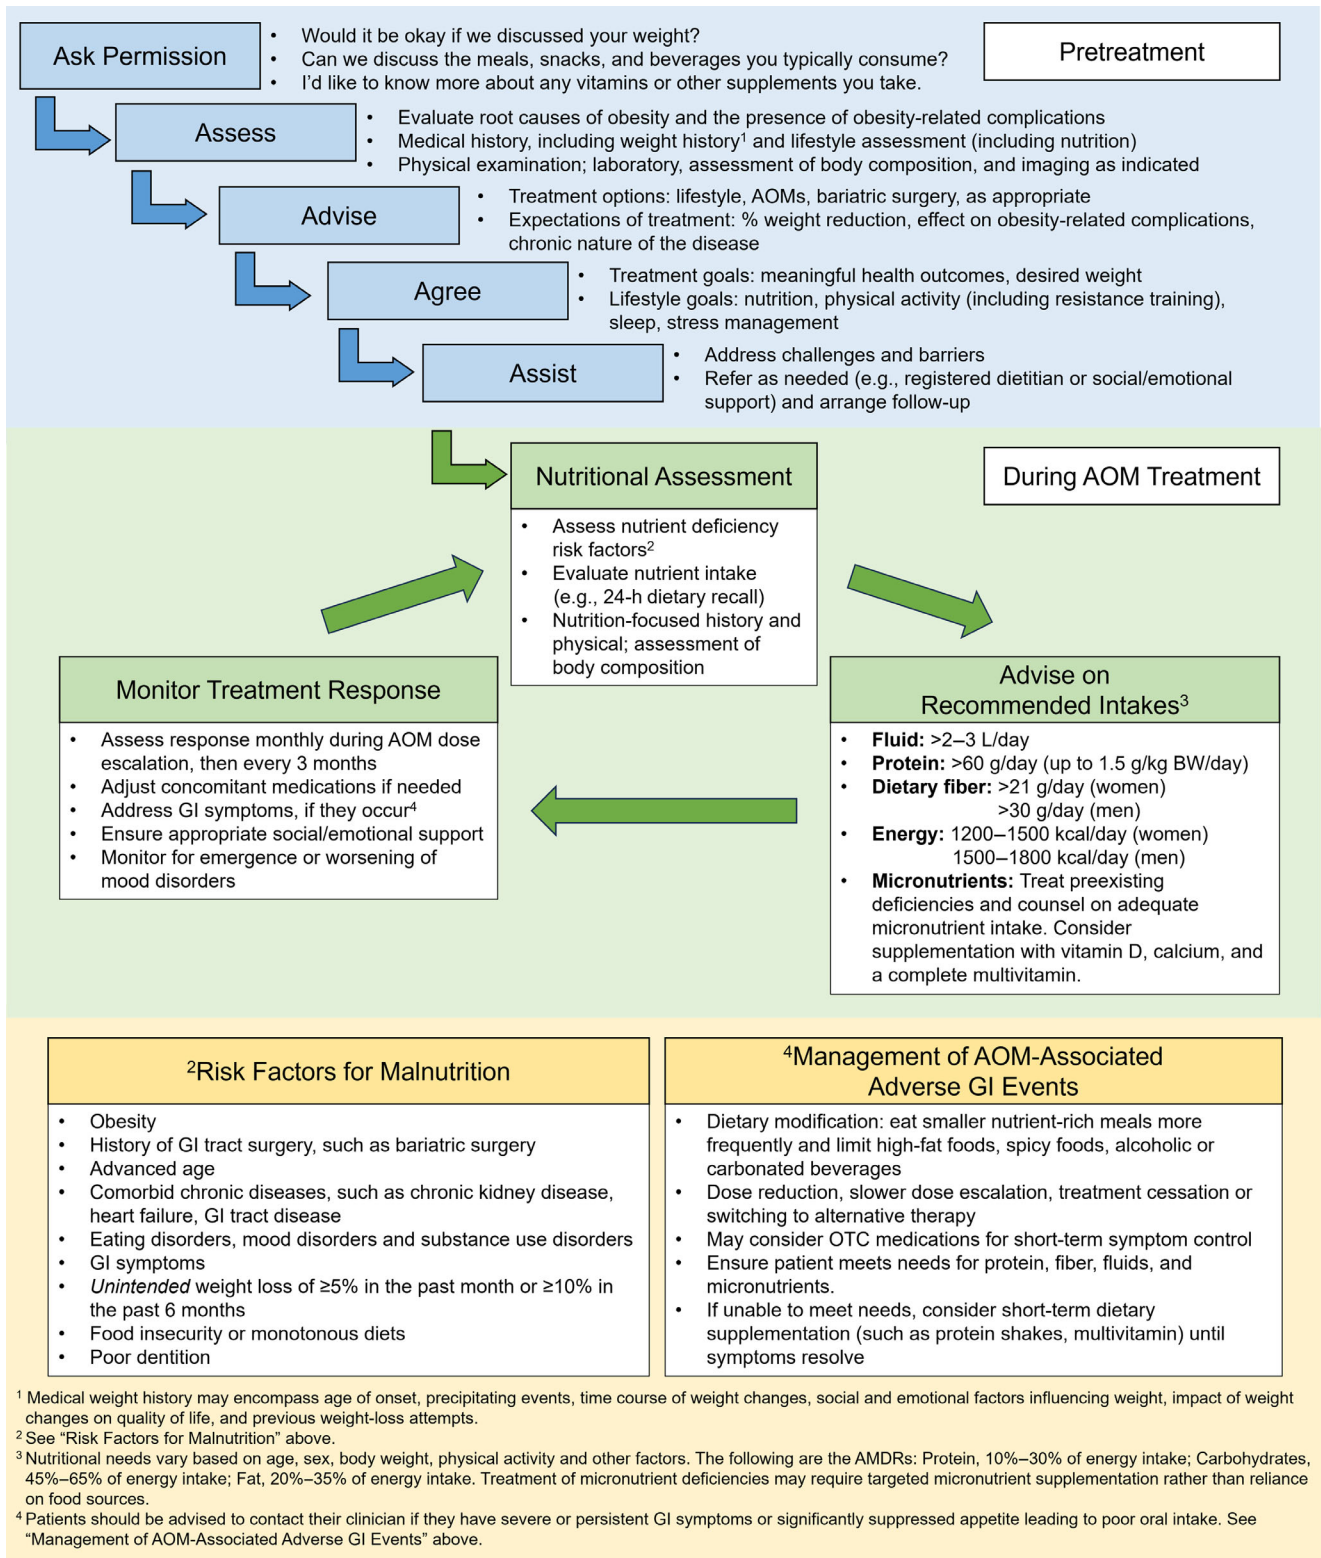 Ask Permission
• Would it be okay if we discussed your weight?
• Can we discuss the meals, snacks, and beverages you typically consume?
• I’d like to know more about any vitamins or other supplements you take.
Pretreatment
Assess
• Evaluate root causes of obesity and the presence of obesity-related complications
• Medical history, including weight history¹ and lifestyle assessment (including nutrition)
• Physical examination; laboratory, assessment of body composition, and imaging as indicated
Advise
• Treatment options: lifestyle, AOMs, bariatric surgery, as appropriate
• Expectations of treatment: % weight reduction, effect on obesity-related complications,
chronic nature of the disease
Agree
• Treatment goals: meaningful health outcomes, desired weight
• Lifestyle goals: nutrition, physical activity (including resistance training),
sleep, stress management
Assist
• Address challenges and barriers
• Refer as needed (e.g., registered dietitian or social/emotional
support) and arrange follow-up
Nutritional Assessment
• Assess nutrient deficiency
risk factors²
• Evaluate nutrient intake
(e.g., 24-h dietary recall)
• Nutrition-focused history and
physical; assessment of
body composition
During AOM Treatment
Monitor Treatment Response
• Assess response monthly during AOM dose
escalation, then every 3 months
• Adjust concomitant medications if needed
• Address GI symptoms, if they occur⁴
• Ensure appropriate social/emotional support
• Monitor for emergence or worsening of
mood disorders
Advise on
Recommended Intakes³
• Fluid: >2–3 L/day
• Protein: >60 g/day (up to 1.5 g/kg BW/day)
• Dietary fiber: >21 g/day (women)
>30 g/day (men)
• Energy: 1200–1500 kcal/day (women)
1500–1800 kcal/day (men)
• Micronutrients: Treat preexisting
deficiencies and counsel on adequate
micronutrient intake. Consider
supplementation with vitamin D, calcium, and
a complete multivitamin.
²Risk Factors for Malnutrition
• Obesity
• History of GI tract surgery, such as bariatric surgery
• Advanced age
• Comorbid chronic diseases, such as chronic kidney disease,
heart failure, GI tract disease
• Eating disorders, mood disorders and substance use disorders
• GI symptoms
• Unintended weight loss of ≥5% in the past month or ≥10% in
the past 6 months
• Food insecurity or monotonous diets
• Poor dentition
⁴Management of AOM-Associated
Adverse GI Events
• Dietary modification: eat smaller nutrient-rich meals more
frequently and limit high-fat foods, spicy foods, alcoholic or
carbonated beverages
• Dose reduction, slower dose escalation, treatment cessation or
switching to alternative therapy
• May consider OTC medications for short-term symptom control
• Ensure patient meets needs for protein, fiber, fluids, and
micronutrients.
• If unable to meet needs, consider short-term dietary
supplementation (such as protein shakes, multivitamin) until
symptoms resolve
¹ Medical weight history may encompass age of onset, precipitating events, time course of weight changes, social and emotional factors influencing weight, impact of weight
changes on quality of life, and previous weight-loss attempts.
² See “Risk Factors for Malnutrition” above.
³ Nutritional needs vary based on age, sex, body weight, physical activity and other factors. The following are the AMDRs: Protein, 10%–30% of energy intake; Carbohydrates,
45%–65% of energy intake; Fat, 20%–35% of energy intake. Treatment of micronutrient deficiencies may require targeted micronutrient supplementation rather than reliance
on food sources.
⁴ Patients should be advised to contact their clinician if they have severe or persistent GI symptoms or significantly suppressed appetite leading to poor oral intake. See
“Management of AOM-Associated Adverse GI Events” above.